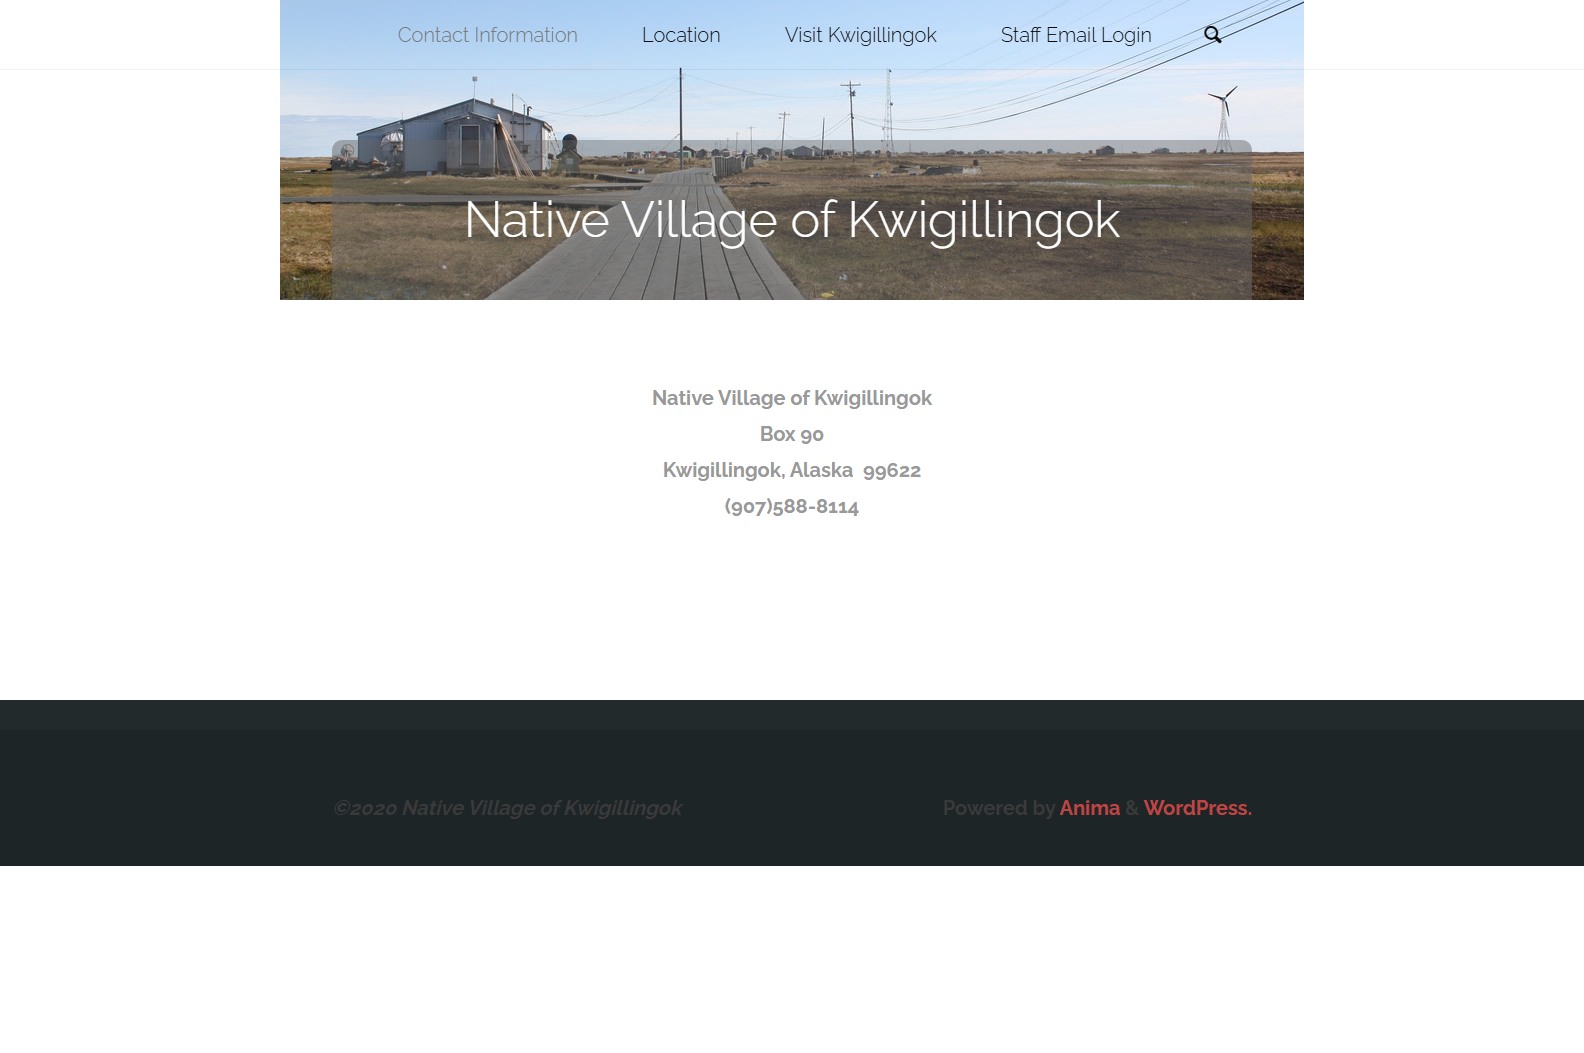 Contact Information Location Visit Kwigillingok Staff Email Login
Native Village of Kwigillingok
Native Village of Kwigillingok
Box 90
Kwigillingok, Alaska  99622
(907)588-8114
©2020 Native Village of Kwigillingok
Powered by Anima & WordPress.